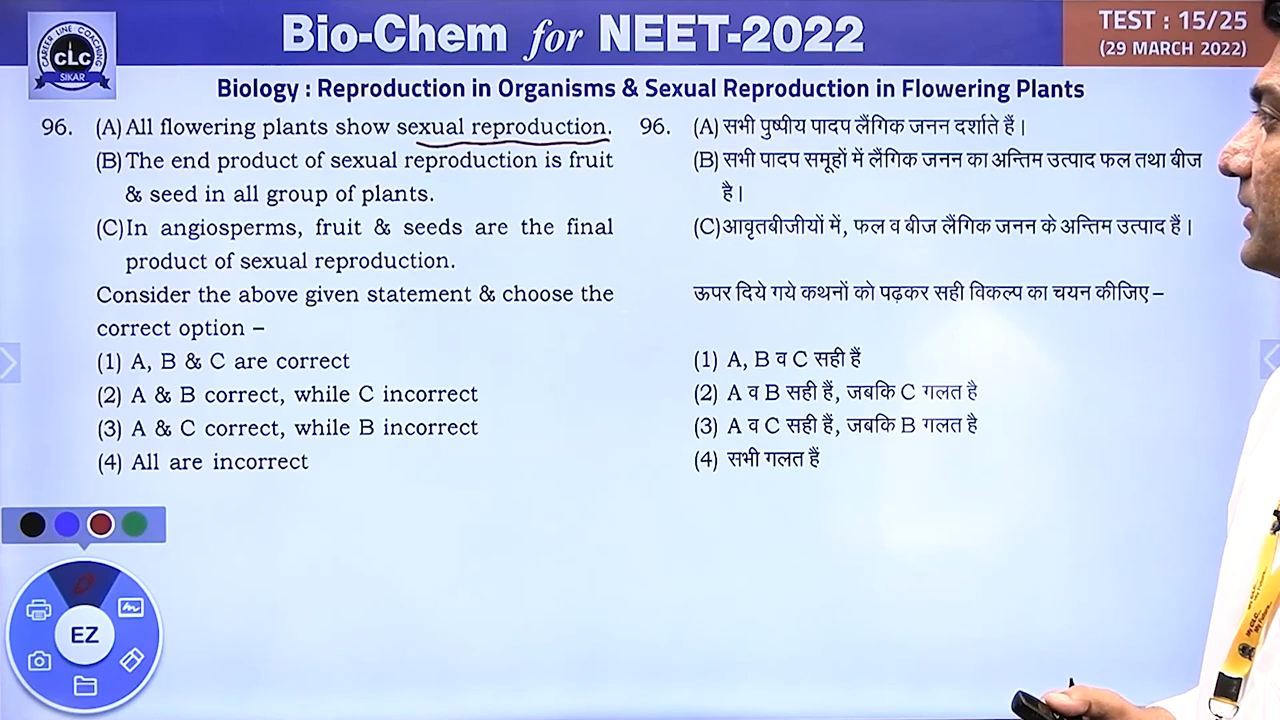 Bio-Chem for NEET-2022
TEST : 15/25
(29 MARCH 2022)
CAREER LINE COACHING
CLC
SIKAR
Biology : Reproduction in Organisms & Sexual Reproduction in Flowering Plants
96. (A) All flowering plants show sexual reproduction.
(B) The end product of sexual reproduction is fruit
& seed in all group of plants.
(C) In angiosperms, fruit & seeds are the final
product of sexual reproduction.
Consider the above given statement & choose the
correct option –
(1) A, B & C are correct
(2) A & B correct, while C incorrect
(3) A & C correct, while B incorrect
(4) All are incorrect
96. (A) सभी पुष्पीय पादप लैंगिक जनन दर्शाते हैं।
(B) सभी पादप समूहों में लैंगिक जनन का अन्तिम उत्पाद फल तथा बीज
है।
(C) आवृतबीजीयों में, फल व बीज लैंगिक जनन के अन्तिम उत्पाद हैं।
ऊपर दिये गये कथनों को पढ़कर सही विकल्प का चयन कीजिए –
(1) A, B व C सही हैं
(2) A व B सही हैं, जबकि C गलत है
(3) A व C सही हैं, जबकि B गलत है
(4) सभी गलत हैं
EZ